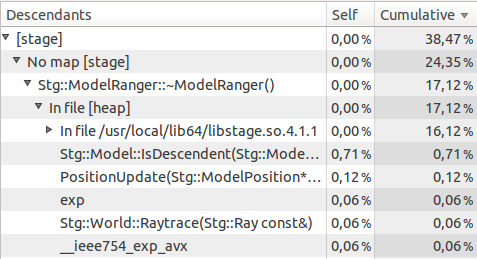 Descendants Self Cumulative
[stage] 0,00 % 38,47 %
No map [stage] 0,00 % 24,35 %
Stg::ModelRanger::~ModelRanger() 0,00 % 17,12 %
In file [heap] 0,00 % 17,12 %
In file /usr/local/lib64/libstage.so.4.1.1 0,00 % 16,12 %
Stg::Model::IsDescendent(Stg::Mode... 0,71 % 0,71 %
PositionUpdate(Stg::ModelPosition*... 0,12 % 0,12 %
exp 0,06 % 0,06 %
Stg::World::Raytrace(Stg::Ray const&) 0,06 % 0,06 %
__ieee754_exp_avx 0,06 % 0,06 %